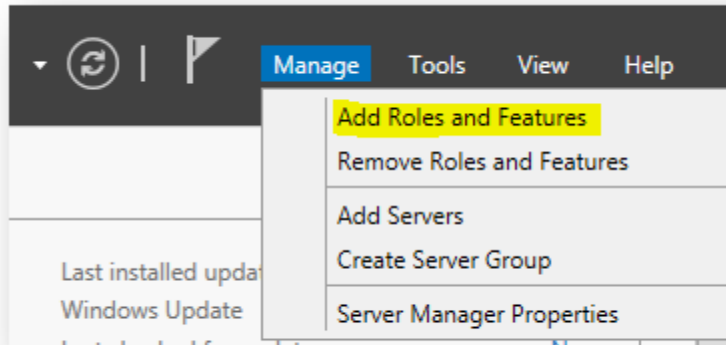 Manage Tools View Help
Add Roles and Features
Remove Roles and Features
Add Servers
Create Server Group
Server Manager Properties
Last installed upda
Windows Update